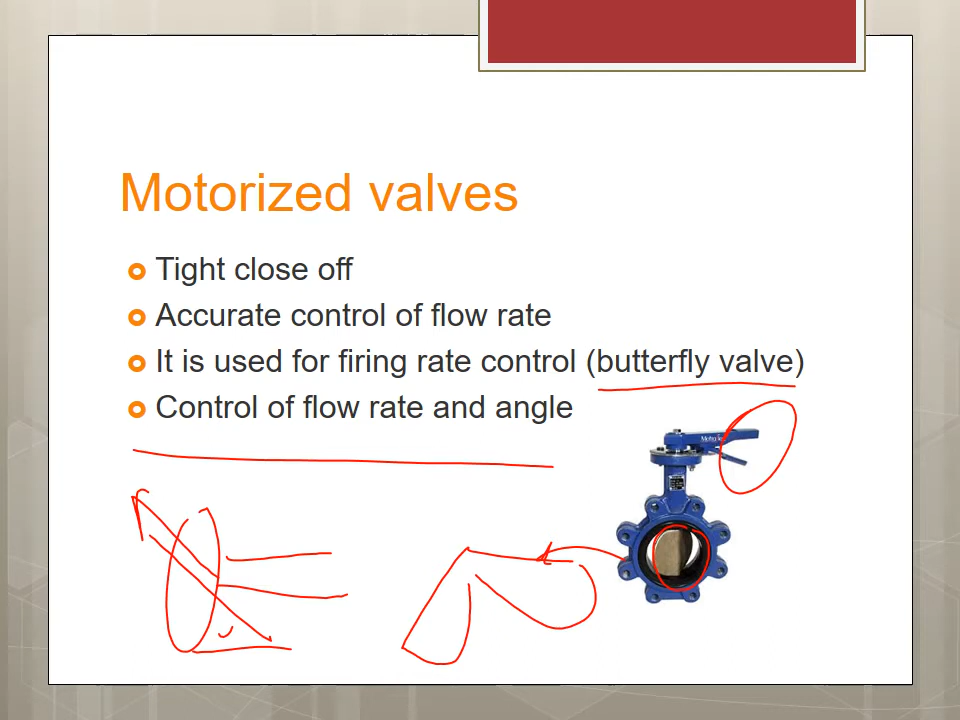 Motorized valves
Tight close off
Accurate control of flow rate
It is used for firing rate control (butterfly valve)
Control of flow rate and angle